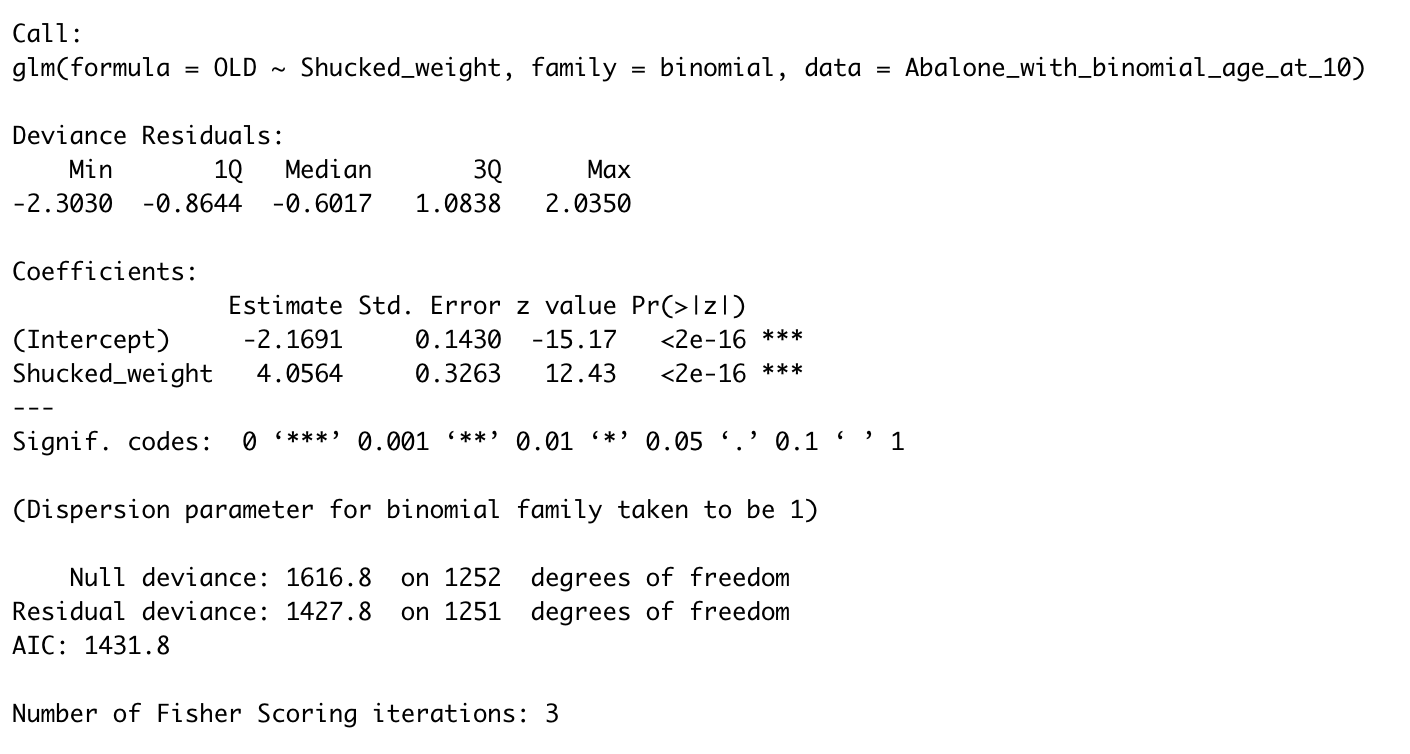 Call:
glm(formula = OLD ~ Shucked_weight, family = binomial, data = Abalone_with_binomial_age_at_10)
Deviance Residuals:
    Min       1Q   Median       3Q      Max
-2.3030  -0.8644  -0.6017   1.0838   2.0350
Coefficients:
               Estimate Std. Error z value Pr(>|z|)
(Intercept)     -2.1691     0.1430  -15.17   <2e-16 ***
Shucked_weight   4.0564     0.3263   12.43   <2e-16 ***
---
Signif. codes:  0 ‘***’ 0.001 ‘**’ 0.01 ‘*’ 0.05 ‘.’ 0.1 ‘ ’ 1
(Dispersion parameter for binomial family taken to be 1)
    Null deviance: 1616.8  on 1252  degrees of freedom
Residual deviance: 1427.8  on 1251  degrees of freedom
AIC: 1431.8
Number of Fisher Scoring iterations: 3